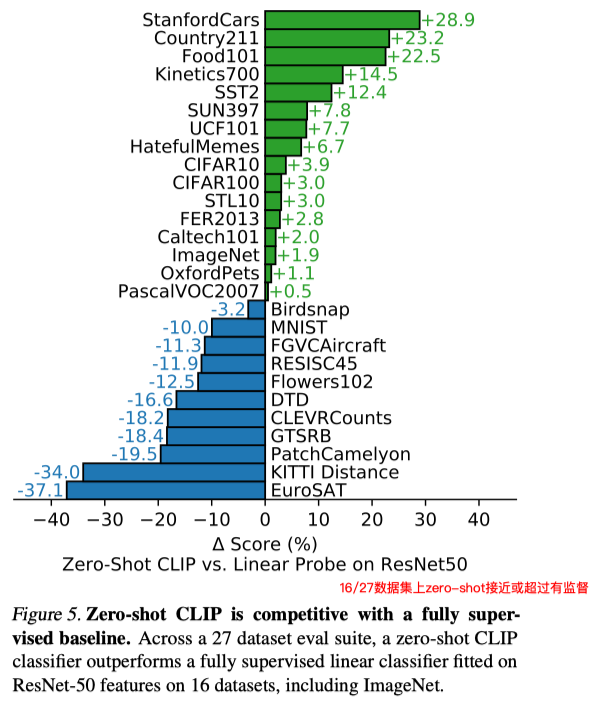 StanfordCars +28.9
Country211 +23.2
Food101 +22.5
Kinetics700 +14.5
SST2 +12.4
SUN397 +7.8
UCF101 +7.7
HatefulMemes +6.7
CIFAR10 +3.9
CIFAR100 +3.0
STL10 +3.0
FER2013 +2.8
Caltech101 +2.0
ImageNet +1.9
OxfordPets +1.1
PascalVOC2007 +0.5
-3.2 Birdsnap
-10.0 MNIST
-11.3 FGVCAircraft
-11.9 RESISC45
-12.5 Flowers102
-16.6 DTD
-18.2 CLEVRCounts
-18.4 GTSRB
-19.5 PatchCamelyon
-34.0 KITTI Distance
-37.1 EuroSAT
−40 −30 −20 −10 0 10 20 30 40
Δ Score (%)
Zero-Shot CLIP vs. Linear Probe on ResNet50
16/27数据集上zero-shot接近或超过有监督
Figure 5. Zero-shot CLIP is competitive with a fully super-
vised baseline. Across a 27 dataset eval suite, a zero-shot CLIP
classifier outperforms a fully supervised linear classifier fitted on
ResNet-50 features on 16 datasets, including ImageNet.